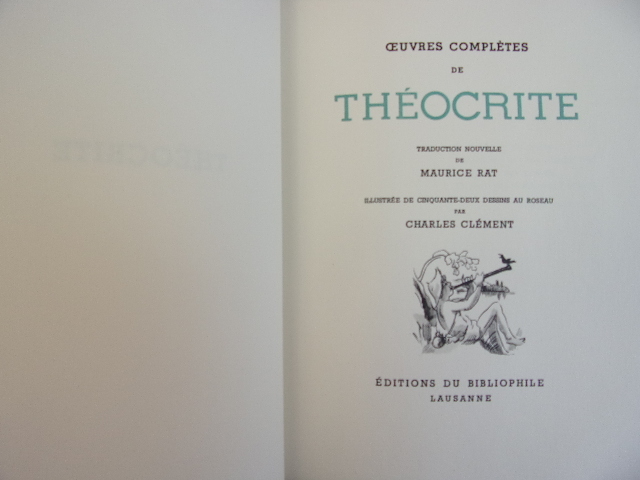 ŒUVRES COMPLÈTES
DE
THÉOCRITE
TRADUCTION NOUVELLE
DE
MAURICE RAT
ILLUSTRÉE DE CINQUANTE-DEUX DESSINS AU ROSEAU
PAR
CHARLES CLÉMENT
ÉDITIONS DU BIBLIOPHILE
LAUSANNE